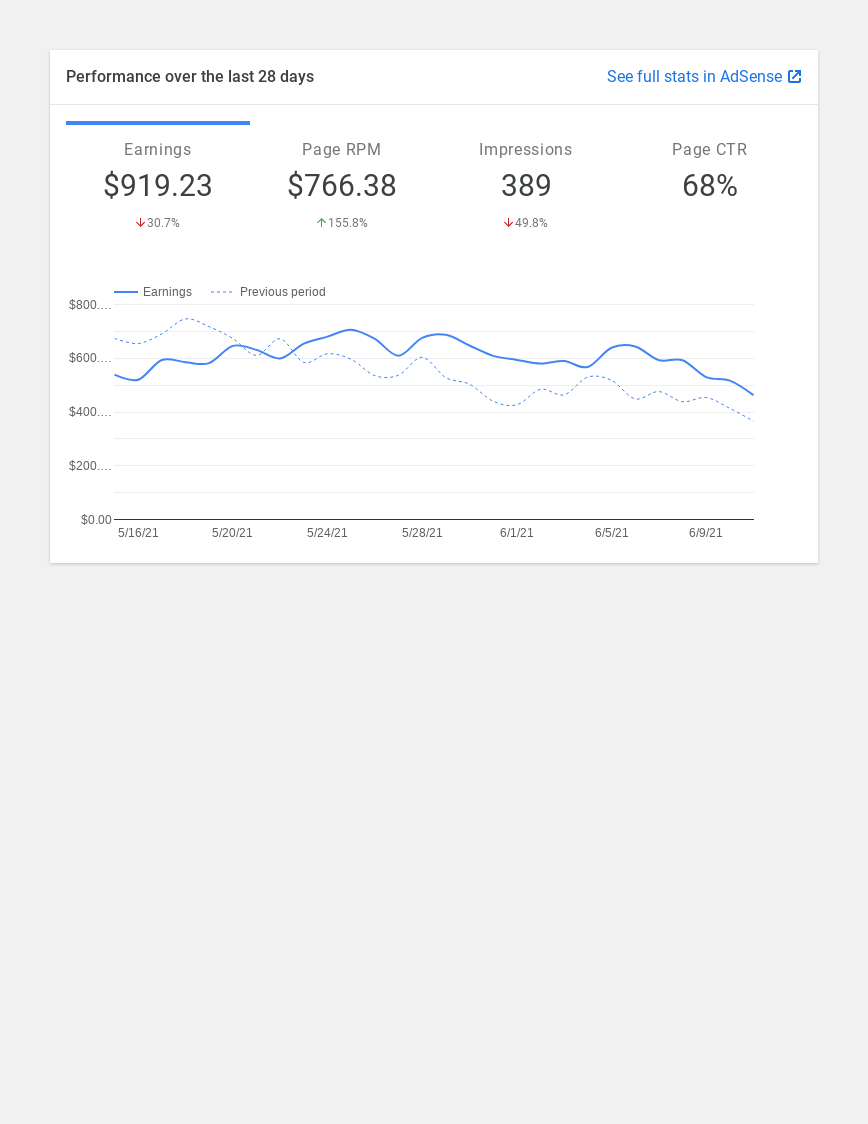 Performance over the last 28 days
See full stats in AdSense
Earnings
$919.23
30.7%
Page RPM
$766.38
155.8%
Impressions
389
49.8%
Page CTR
68%
Earnings
Previous period
$800.…
$600.…
$400.…
$200.…
$0.00
5/16/21
5/20/21
5/24/21
5/28/21
6/1/21
6/5/21
6/9/21